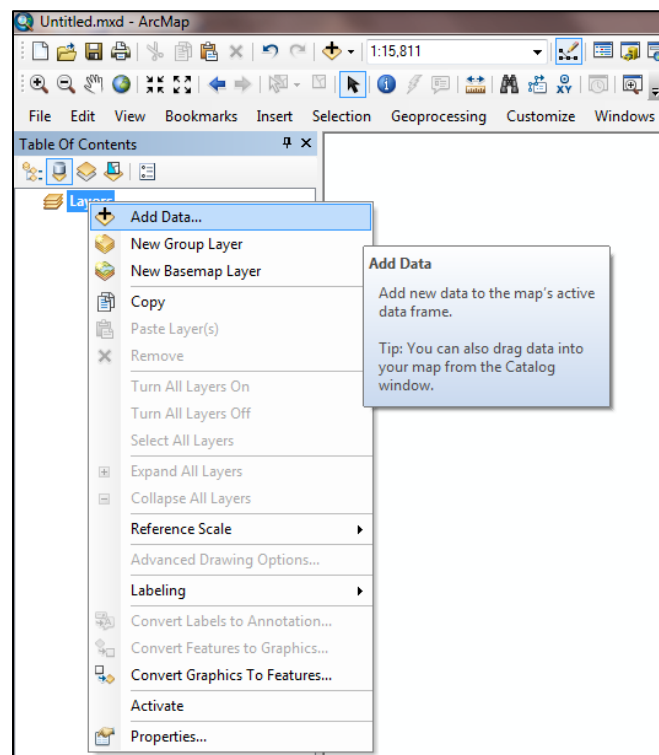 Untitled.mxd - ArcMap
1:15,811
XY
File Edit View Bookmarks Insert Selection Geoprocessing Customize Windows
Table Of Contents
Layers
Add Data...
New Group Layer
New Basemap Layer
Copy
Paste Layer(s)
Remove
Turn All Layers On
Turn All Layers Off
Select All Layers
Expand All Layers
Collapse All Layers
Reference Scale
Advanced Drawing Options...
Labeling
Convert Labels to Annotation...
Convert Features to Graphics...
Convert Graphics To Features...
Activate
Properties...
Add Data
Add new data to the map's active
data frame.
Tip: You can also drag data into
your map from the Catalog
window.